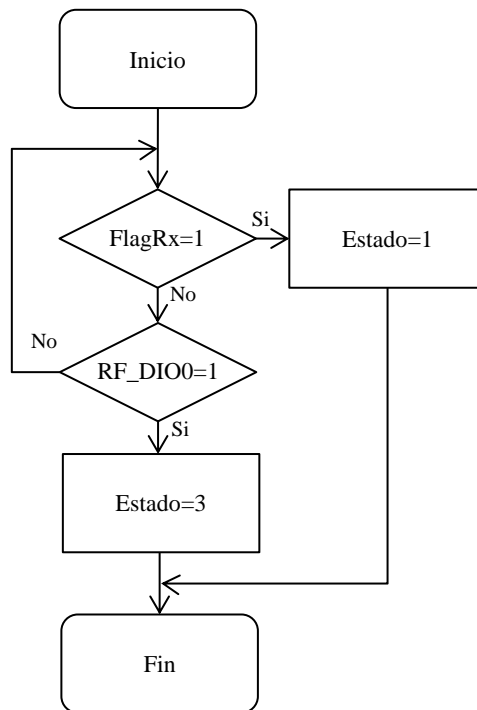 Inicio
FlagRx=1
Si
Estado=1
No
No
RF_DIO0=1
Si
Estado=3
Fin